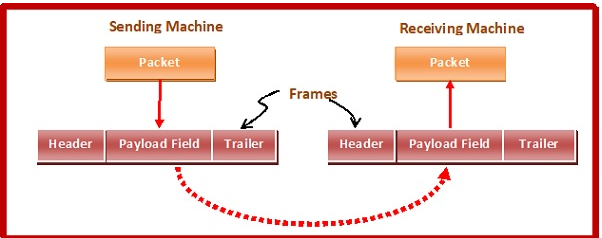 Sending Machine Receiving Machine
Packet Packet
Frames
Header Payload Field Trailer Header Payload Field Trailer